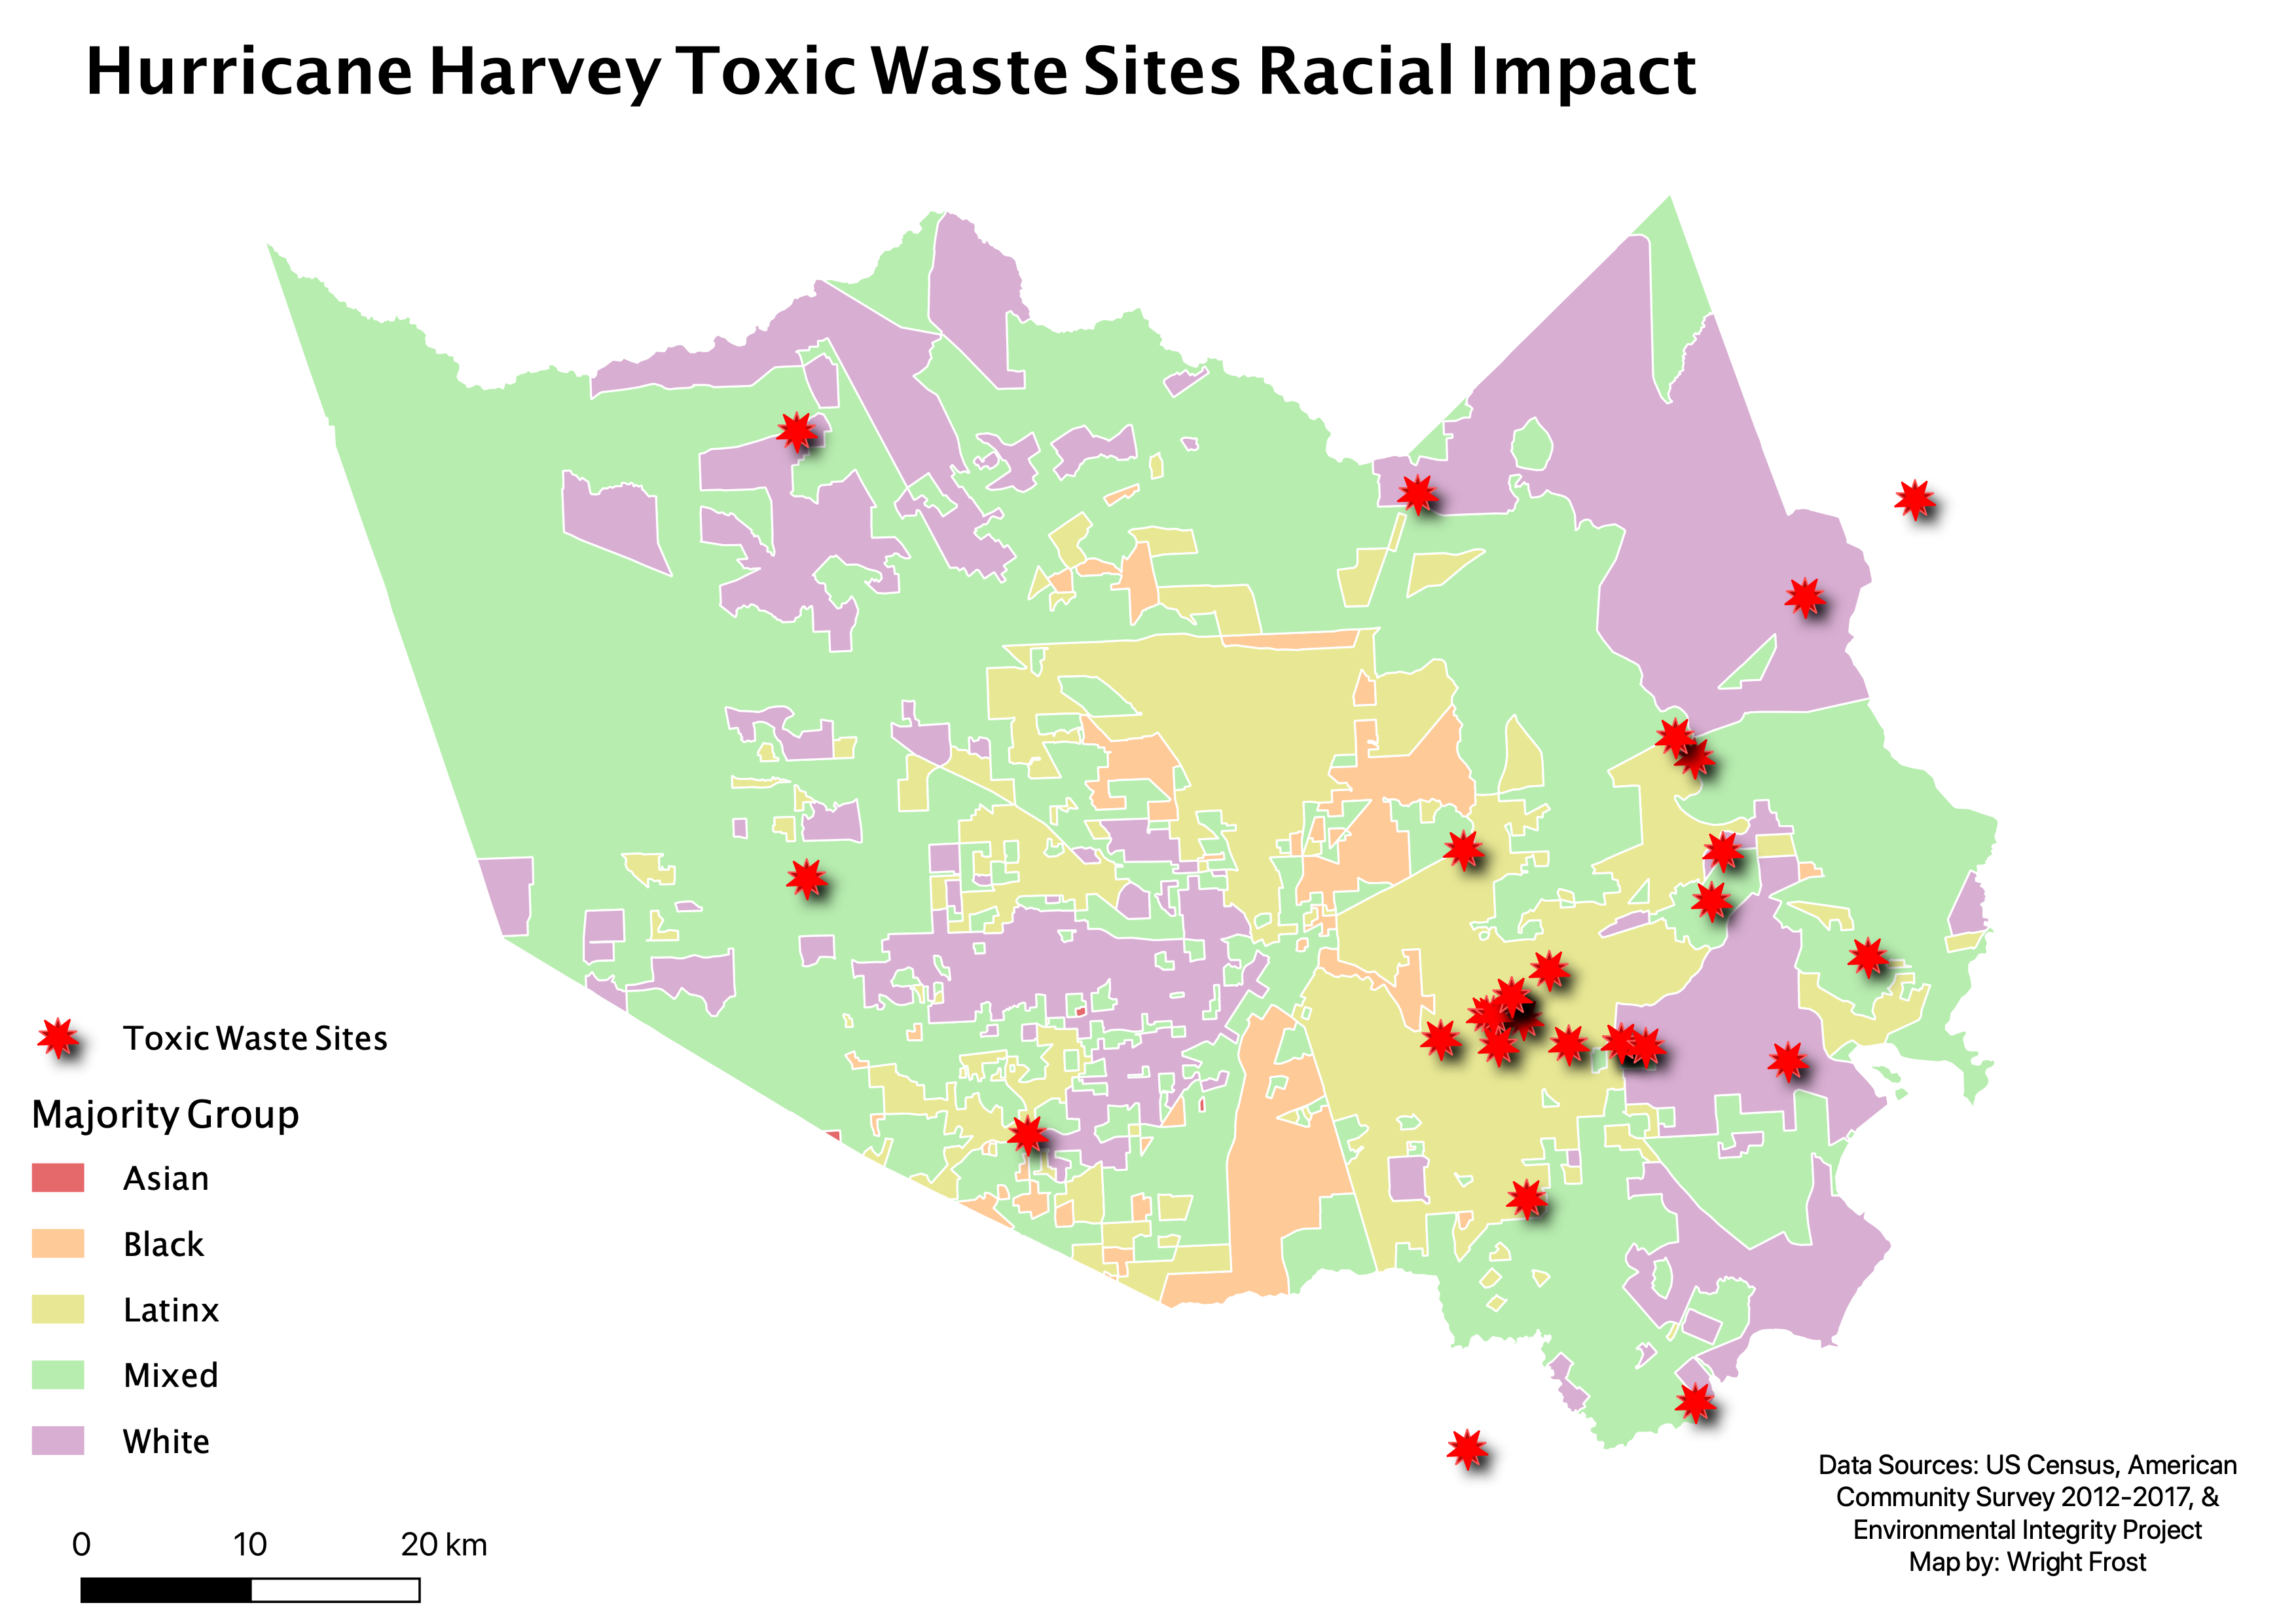 Hurricane Harvey Toxic Waste Sites Racial Impact
Toxic Waste Sites
Majority Group
Asian
Black
Latinx
Mixed
White
0 10 20 km
Data Sources: US Census, American
Community Survey 2012-2017, &
Environmental Integrity Project
Map by: Wright Frost